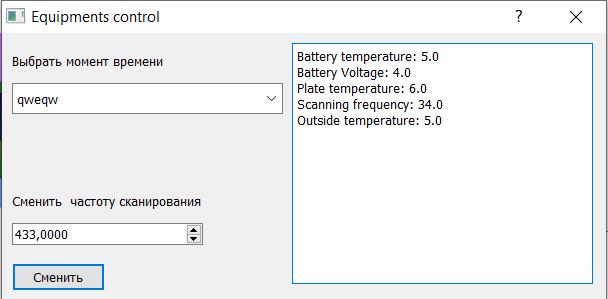 Equipments control
Выбрать момент времени
qweqw
Сменить частоту сканирования
433,0000
Сменить
Battery temperature: 5.0
Battery Voltage: 4.0
Plate temperature: 6.0
Scanning frequency: 34.0
Outside temperature: 5.0